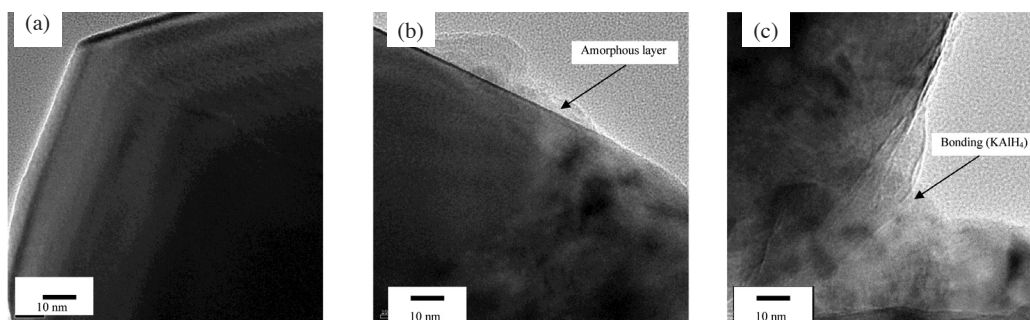 (a)
10 nm
(b)
Amorphous layer
10 nm
(c)
Bonding (KAlH₄)
10 nm